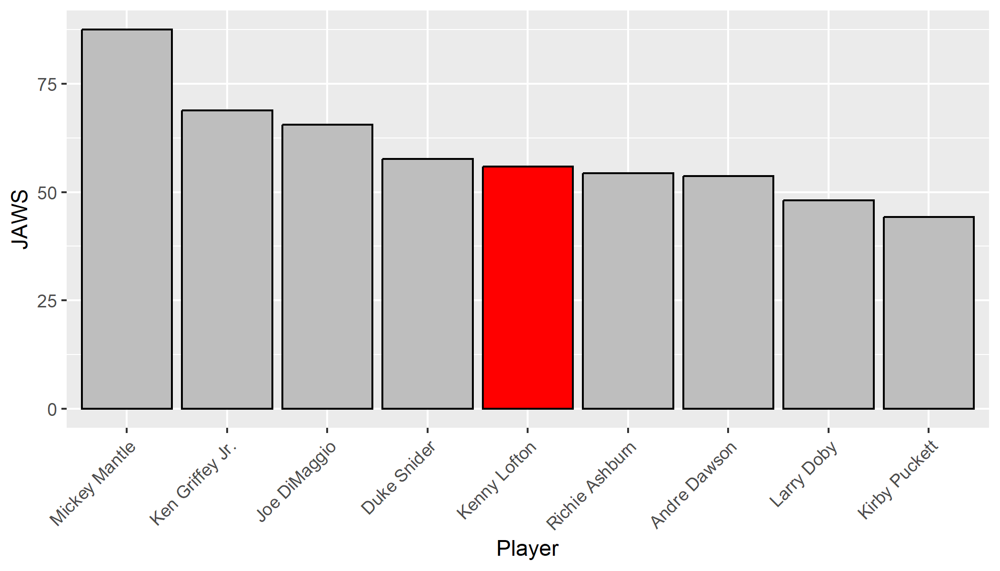 JAWS
75
50
25
0
Mickey Mantle
Ken Griffey Jr.
Joe DiMaggio
Duke Snider
Kenny Lofton
Richie Ashburn
Andre Dawson
Larry Doby
Kirby Puckett
Player